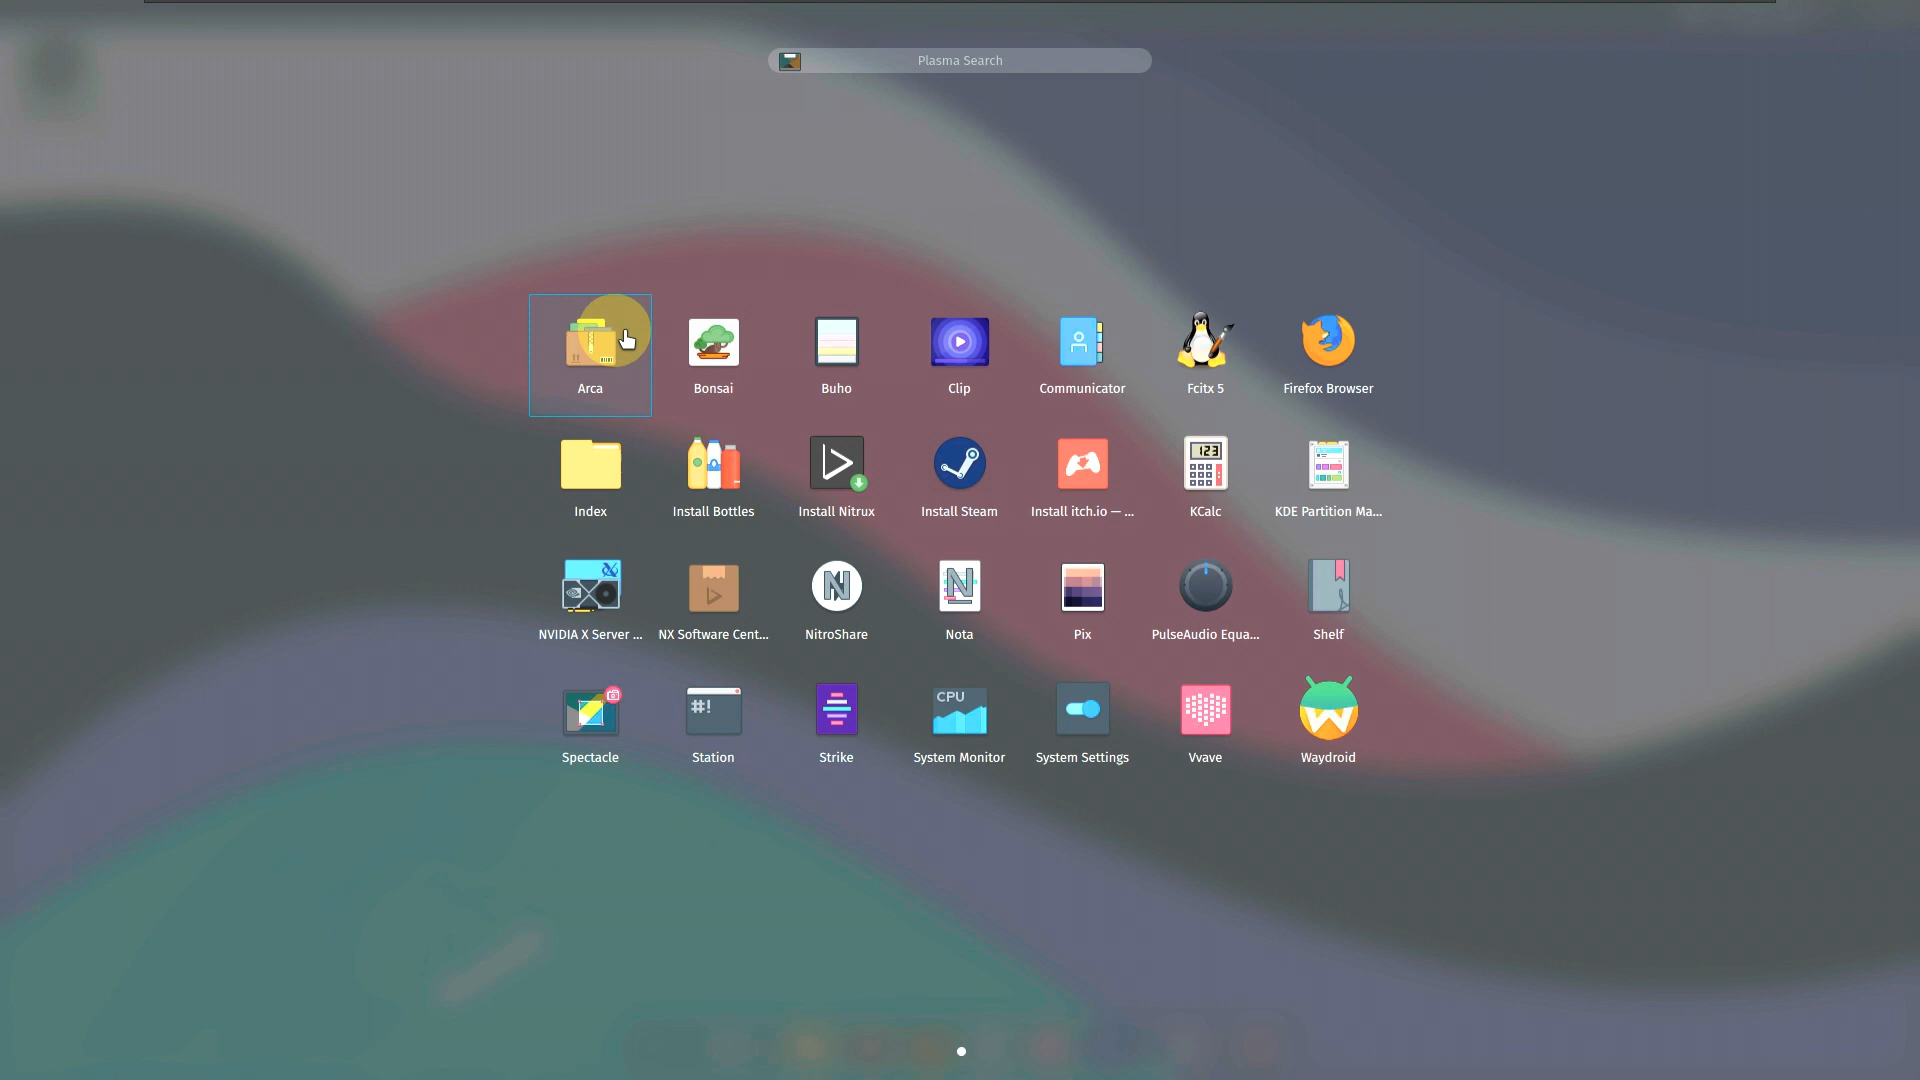 Plasma Search
Arca
Bonsai
Buho
Clip
Communicator
Fcitx 5
Firefox Browser
Index
Install Bottles
Install Nitrux
Install Steam
Install itch.io — ...
123
KCalc
KDE Partition Ma...
NVIDIA X Server ...
NX Software Cent...
NitroShare
Nota
Pix
PulseAudio Equa...
Shelf
#!
CPU
Spectacle
Station
Strike
System Monitor
System Settings
Vvave
Waydroid